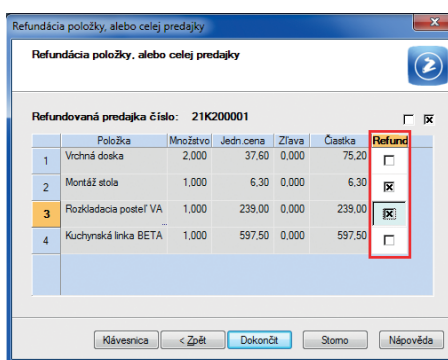 Refundácia položky, alebo celej predajky
Refundácia položky, alebo celej predajky
Refundovaná predajka číslo: 21K200001
Položka Množstvo Jedn.cena Zľava Čiastka Refund
1 Vrchná doska 2,000 37,60 0,000 75,20
2 Montáž stola 1,000 6,30 0,000 6,30
3 Rozkladacia posteľ VA... 1,000 239,00 0,000 239,00
4 Kuchynská linka BETA 1,000 597,50 0,000 597,50
Klávesnica < Zpět Dokončit Storno Nápověda